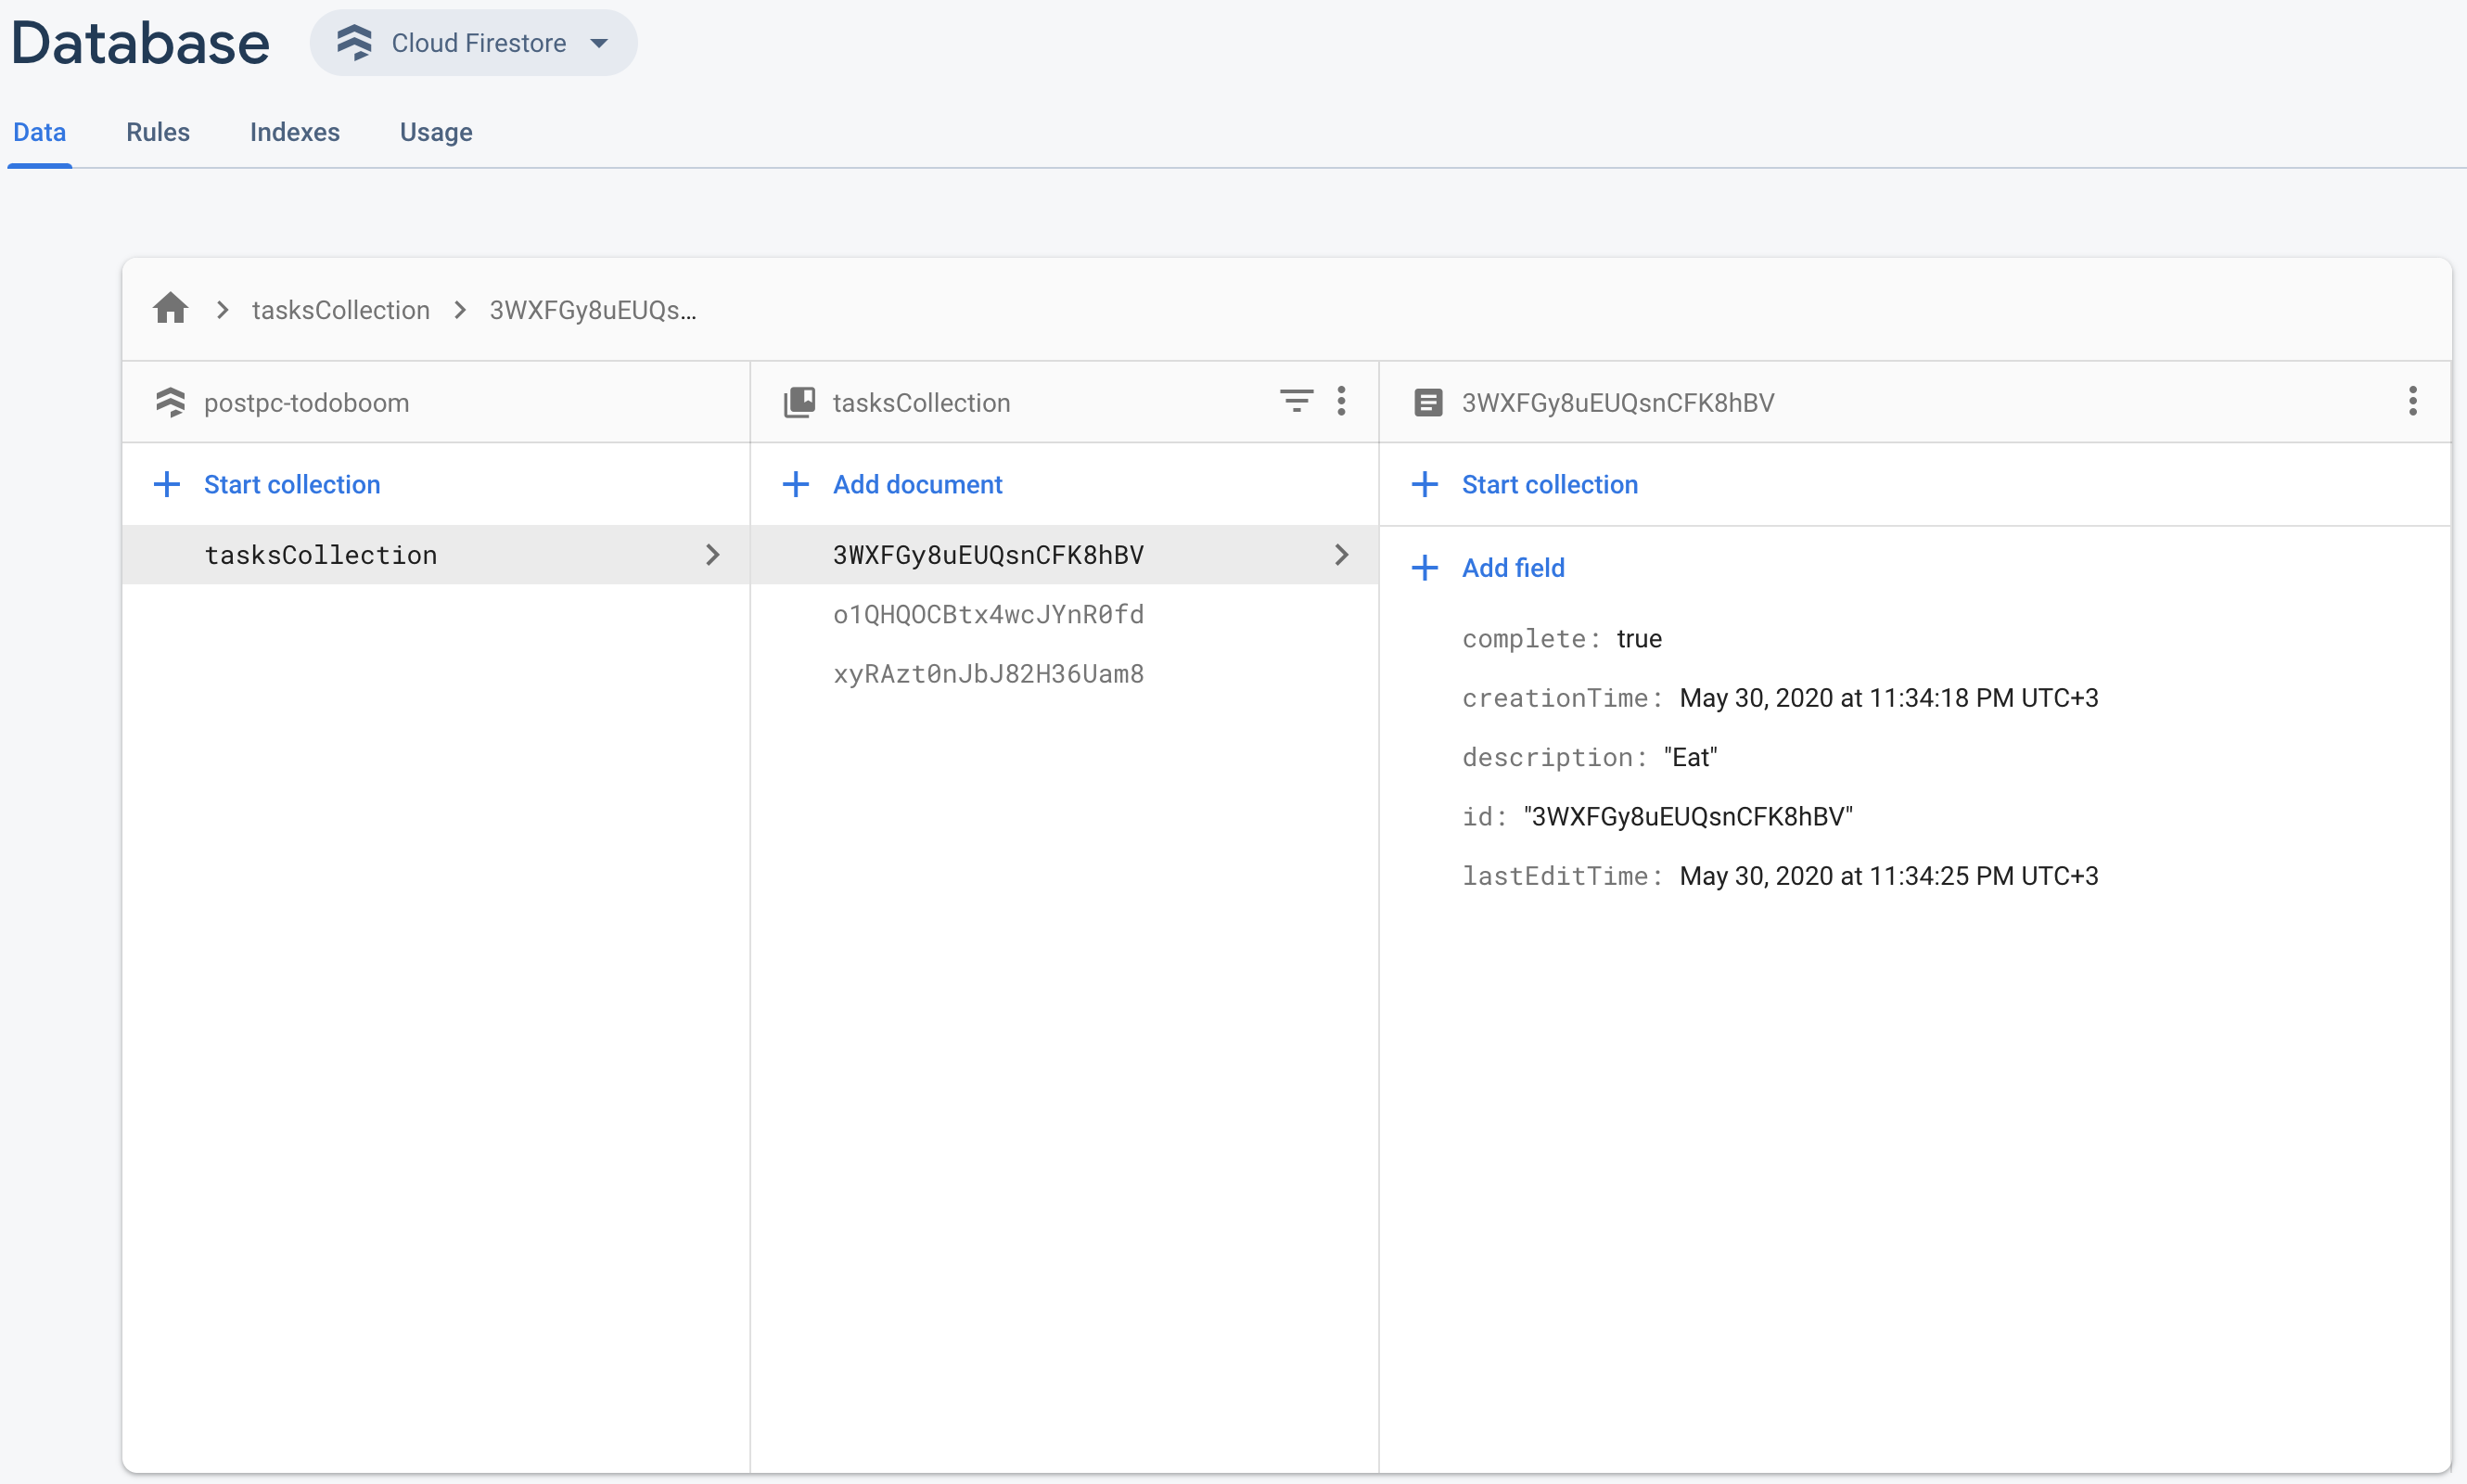 Database
Cloud Firestore
Data Rules Indexes Usage
tasksCollection 3WXFGy8uEUQs...
postpc-todoboom
Start collection
tasksCollection
tasksCollection
Add document
3WXFGy8uEUQsnCFK8hBV
o1QHQOCBtx4wcJYnR0fd
xyRAzt0nJbJ82H36Uam8
3WXFGy8uEUQsnCFK8hBV
Start collection
Add field
complete: true
creationTime: May 30, 2020 at 11:34:18 PM UTC+3
description: "Eat"
id: "3WXFGy8uEUQsnCFK8hBV"
lastEditTime: May 30, 2020 at 11:34:25 PM UTC+3